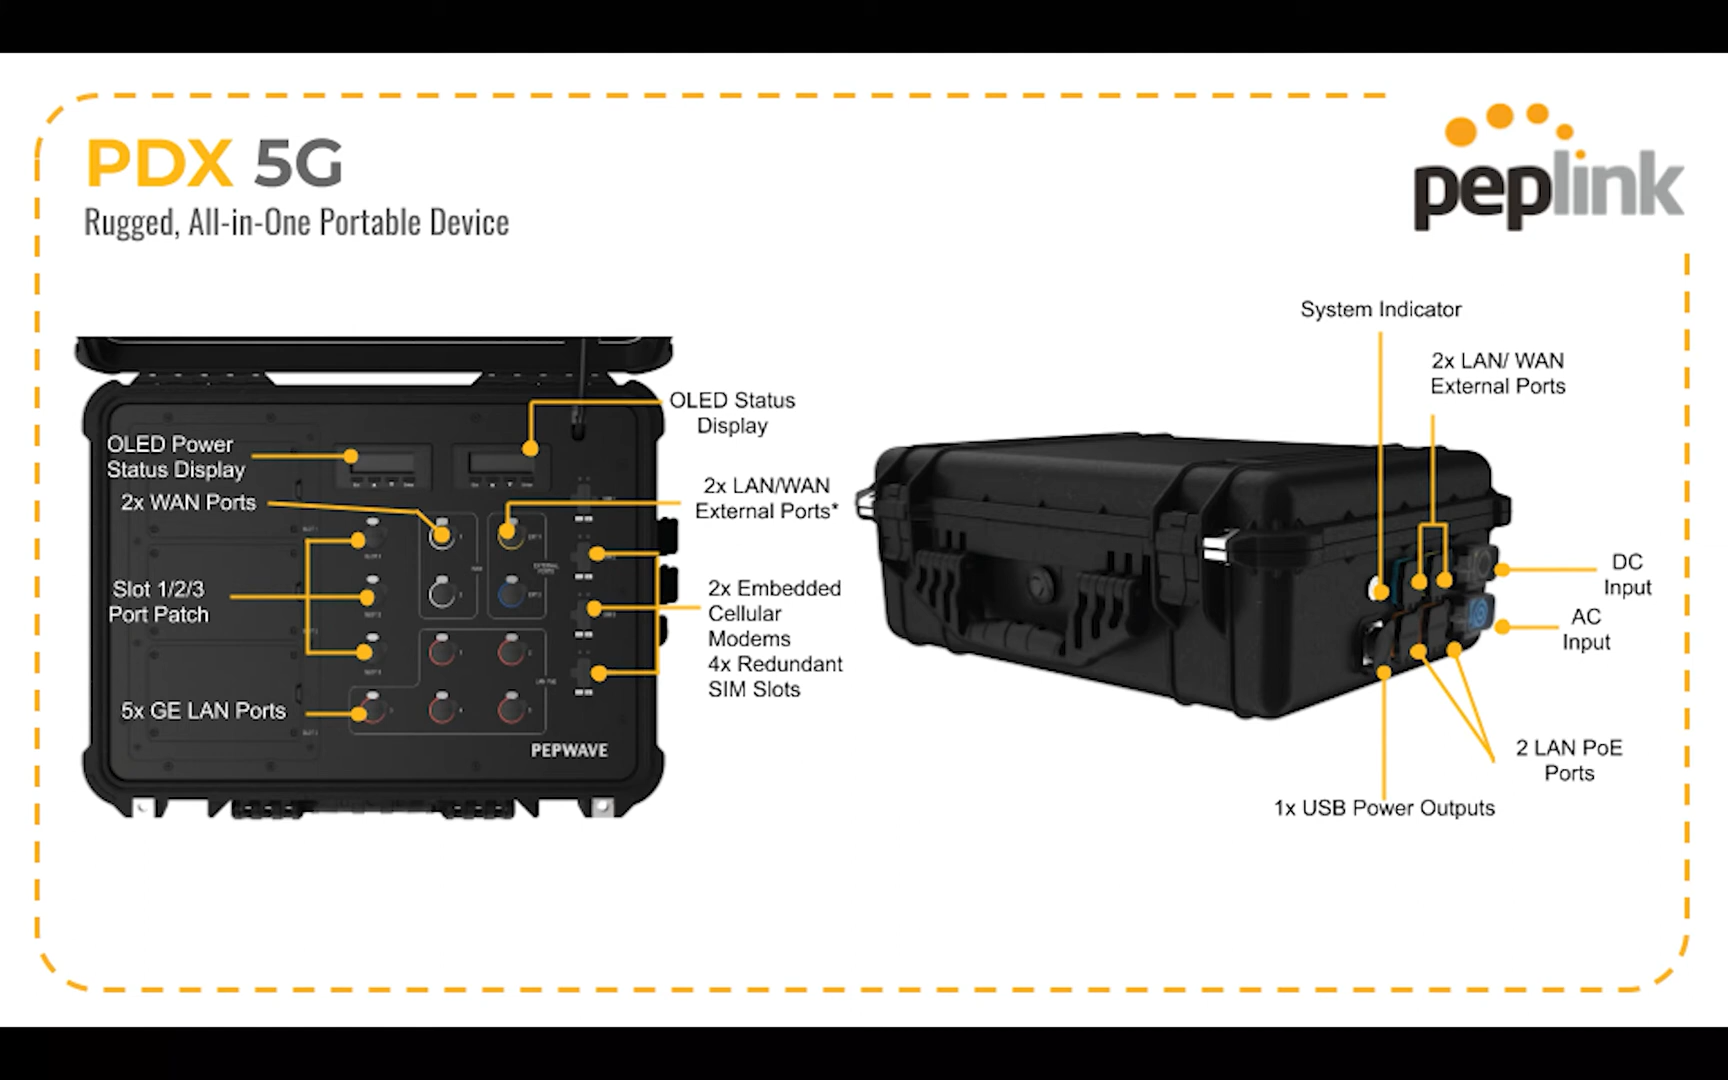 PDX 5G
Rugged, All-in-One Portable Device
peplink
OLED Power
Status Display
2x WAN Ports
Slot 1/2/3
Port Patch
5x GE LAN Ports
OLED Status
Display
2x LAN/WAN
External Ports*
2x Embedded
Cellular
Modems
4x Redundant
SIM Slots
PEPWAVE
System Indicator
2x LAN/ WAN
External Ports
DC
Input
AC
Input
2 LAN PoE
Ports
1x USB Power Outputs